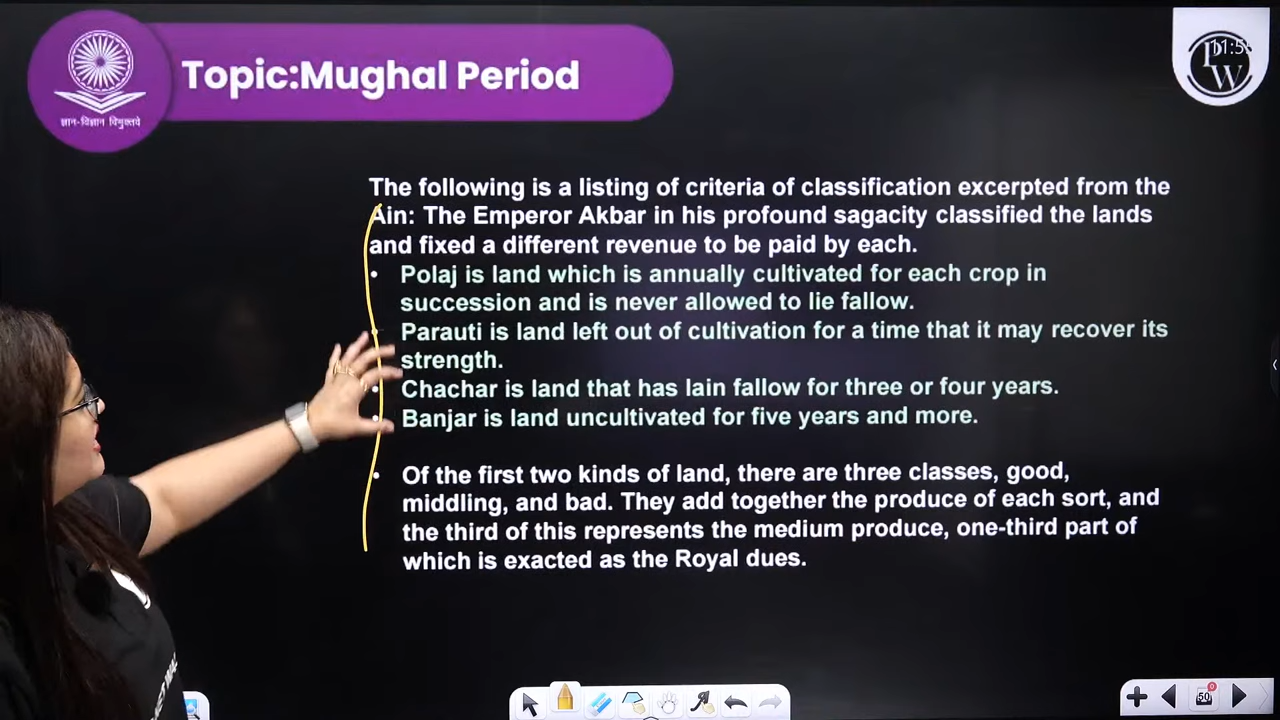 Topic:Mughal Period
ज्ञान-विज्ञान विमुक्तये
PW
The following is a listing of criteria of classification excerpted from the
Ain: The Emperor Akbar in his profound sagacity classified the lands
and fixed a different revenue to be paid by each.
• Polaj is land which is annually cultivated for each crop in
succession and is never allowed to lie fallow.
• Parauti is land left out of cultivation for a time that it may recover its
strength.
• Chachar is land that has lain fallow for three or four years.
• Banjar is land uncultivated for five years and more.
• Of the first two kinds of land, there are three classes, good,
middling, and bad. They add together the produce of each sort, and
the third of this represents the medium produce, one-third part of
which is exacted as the Royal dues.
50
0